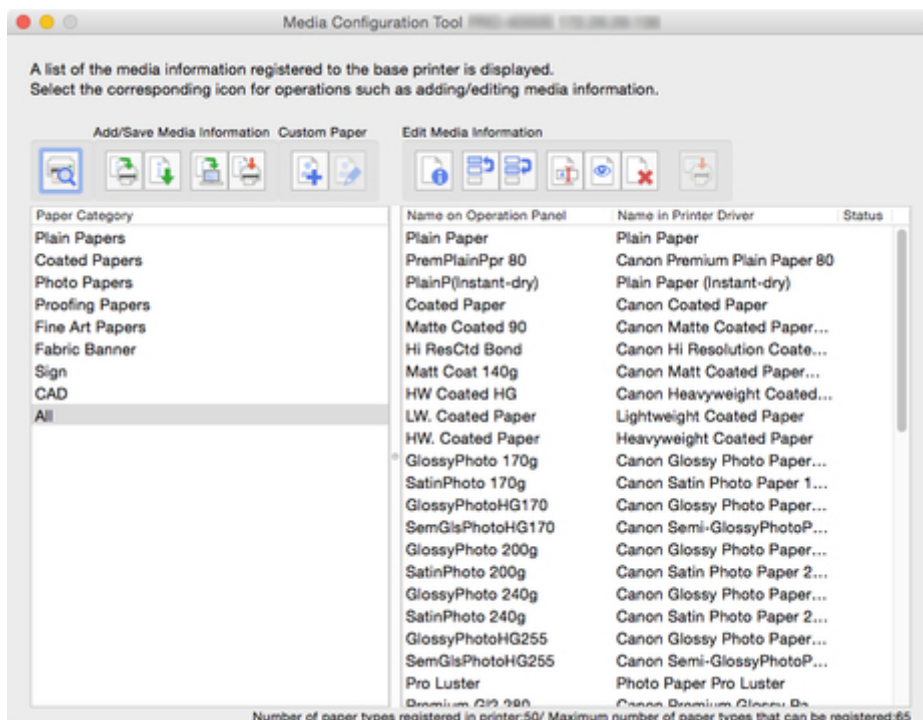 Media Configuration Tool
A list of the media information registered to the base printer is displayed.
Select the corresponding icon for operations such as adding/editing media information.
Add/Save Media Information Custom Paper Edit Media Information
Paper Category
Plain Papers
Coated Papers
Photo Papers
Proofing Papers
Fine Art Papers
Fabric Banner
Sign
CAD
All
Name on Operation Panel Name in Printer Driver Status
Plain Paper Plain Paper
PremPlainPpr 80 Canon Premium Plain Paper 80
PlainP(Instant-dry) Plain Paper (Instant-dry)
Coated Paper Canon Coated Paper
Matte Coated 90 Canon Matte Coated Paper...
Hi ResCtd Bond Canon Hi Resolution Coate...
Matt Coat 140g Canon Matt Coated Paper...
HW Coated HG Canon Heavyweight Coated...
LW. Coated Paper Lightweight Coated Paper
HW. Coated Paper Heavyweight Coated Paper
GlossyPhoto 170g Canon Glossy Photo Paper...
SatinPhoto 170g Canon Satin Photo Paper 1...
GlossyPhotoHG170 Canon Glossy Photo Paper...
SemGlsPhotoHG170 Canon Semi-GlossyPhotoP...
GlossyPhoto 200g Canon Glossy Photo Paper...
SatinPhoto 200g Canon Satin Photo Paper 2...
GlossyPhoto 240g Canon Glossy Photo Paper...
SatinPhoto 240g Canon Satin Photo Paper 2...
GlossyPhotoHG255 Canon Glossy Photo Paper...
SemGlsPhotoHG255 Canon Semi-GlossyPhotoP...
Pro Luster Photo Paper Pro Luster
Premium Gl2 280 Canon Premium Glossy Pa...
Number of paper types registered in printer:50/ Maximum number of paper types that can be registered:65